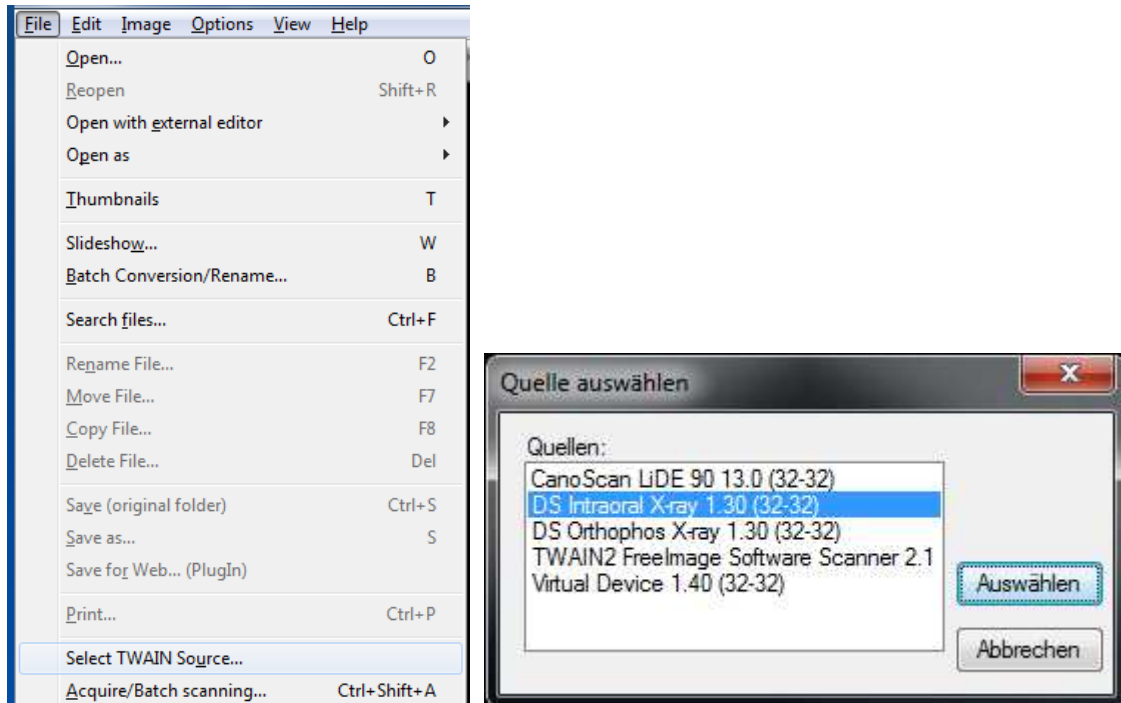 File Edit Image Options View Help
Open... O
Reopen Shift+R
Open with external editor
Open as
Thumbnails T
Slideshow... W
Batch Conversion/Rename... B
Search files... Ctrl+F
Rename File... F2
Move File... F7
Copy File... F8
Delete File... Del
Save (original folder) Ctrl+S
Save as... S
Save for Web... (PlugIn)
Print... Ctrl+P
Select TWAIN Source...
Acquire/Batch scanning... Ctrl+Shift+A
Quelle auswählen
Quellen:
CanoScan LiDE 90 13.0 (32-32)
DS Intraoral X-ray 1.30 (32-32)
DS Orthophos X-ray 1.30 (32-32)
TWAIN2 FreeImage Software Scanner 2.1
Virtual Device 1.40 (32-32)
Auswählen
Abbrechen